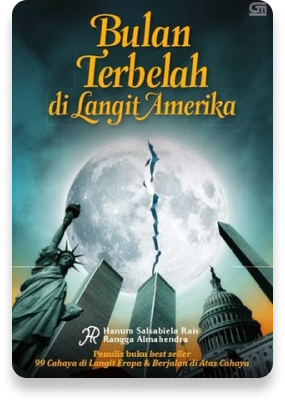 GM
Bulan
Terbelah
di Langit Amerika
Hanum Salsabiela Rais
Rangga Almahendra
Penulis buku best seller
99 Cahaya di Langit Eropa & Berjalan di Atas Cahaya